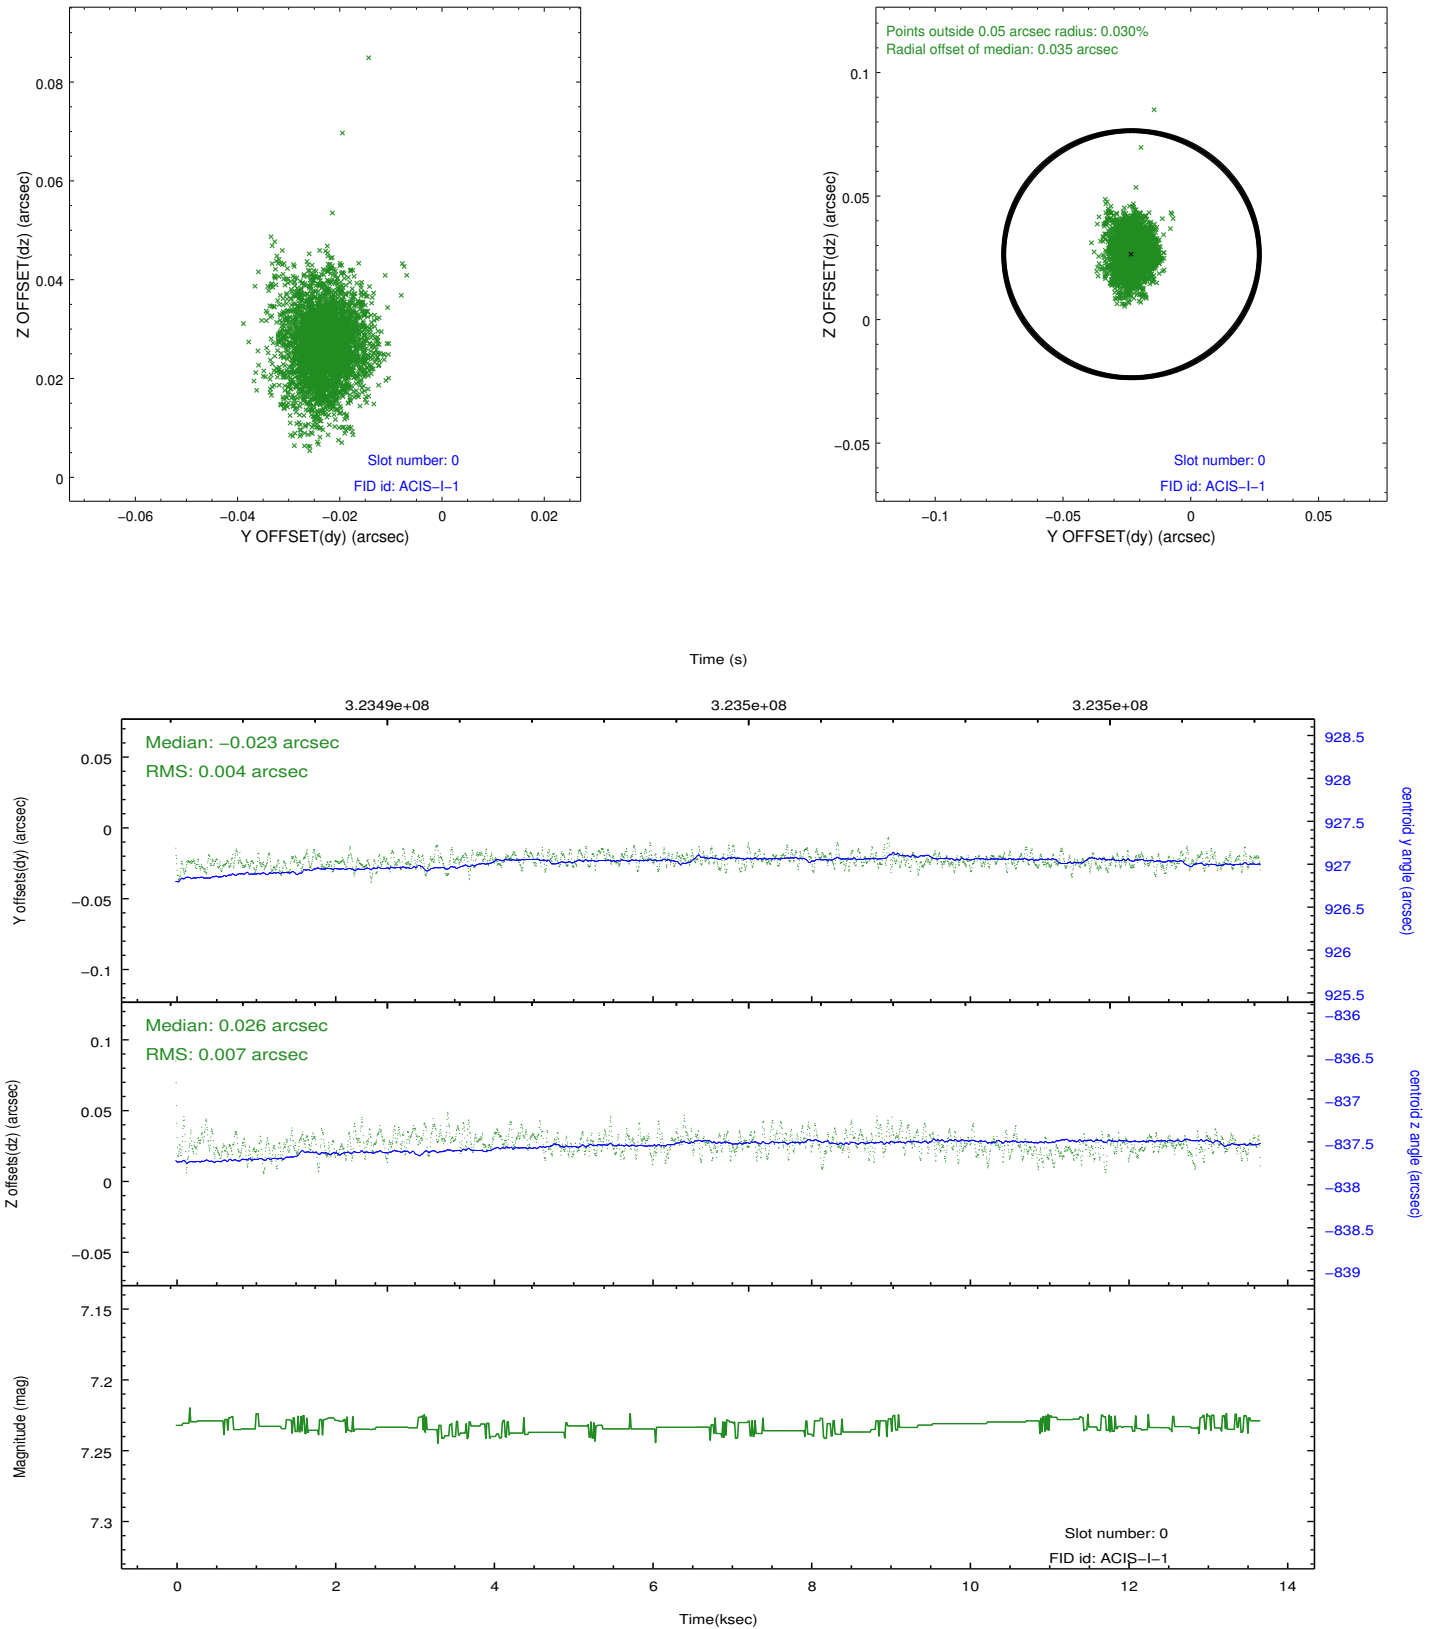 0.08
0.06
0.04
0.02
0
Z OFFSET(dz) (arcsec)
Slot number: 0
FID id: ACIS−I−1
−0.06
−0.04
−0.02
0
0.02
Y OFFSET(dy) (arcsec)
Points outside 0.05 arcsec radius: 0.030%
Radial offset of median: 0.035 arcsec
0.1
0.05
0
−0.05
Z OFFSET(dz) (arcsec)
Slot number: 0
FID id: ACIS−I−1
−0.1
−0.05
0
0.05
Y OFFSET(dy) (arcsec)
Time (s)
3.2349e+08
3.235e+08
3.235e+08
Median: −0.023 arcsec
RMS: 0.004 arcsec
0.05
0
−0.05
−0.1
Y offsets(dy) (arcsec)
928.5
928
927.5
927
926.5
926
925.5
centroid y angle (arcsec)
Median: 0.026 arcsec
RMS: 0.007 arcsec
0.1
0.05
0
−0.05
Z offsets(dz) (arcsec)
−836
−836.5
−837
−837.5
−838
−838.5
−839
centroid z angle (arcsec)
7.15
7.2
7.25
7.3
Magnitude (mag)
Slot number: 0
FID id: ACIS−I−1
0
2
4
6
8
10
12
14
Time(ksec)